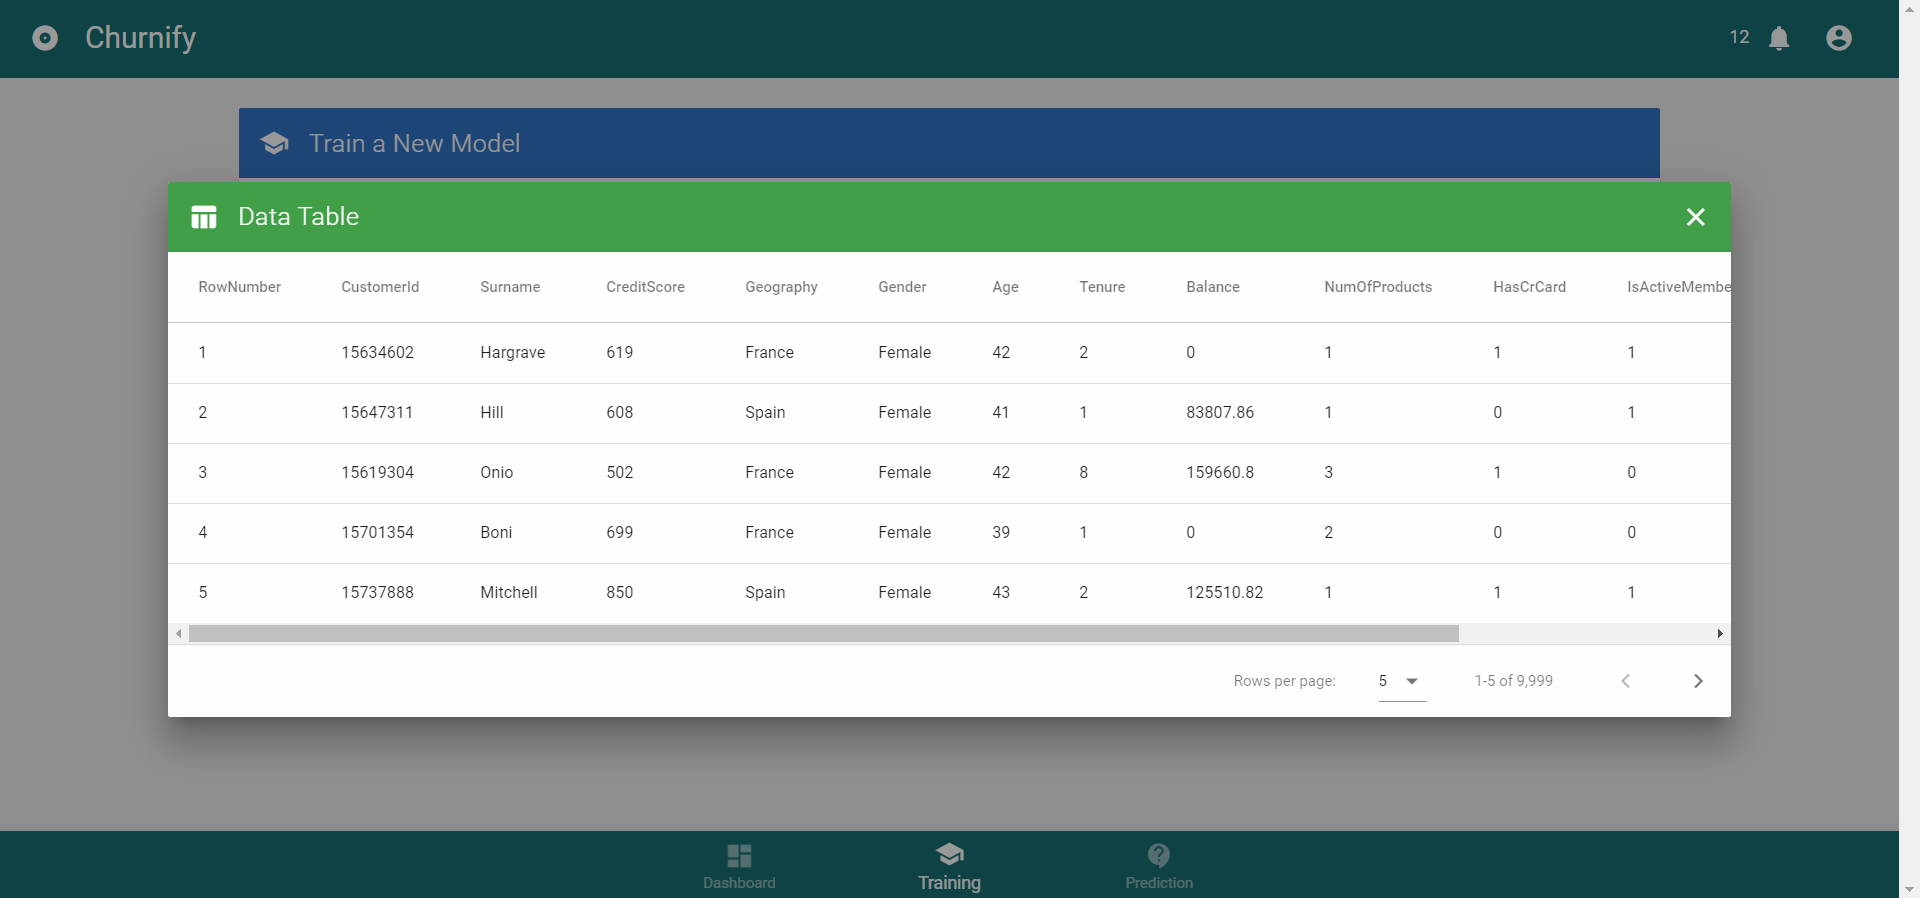 Churnify 12
Train a New Model
Data Table
RowNumber CustomerId Surname CreditScore Geography Gender Age Tenure Balance NumOfProducts HasCrCard IsActiveMembe
1 15634602 Hargrave 619 France Female 42 2 0 1 1 1
2 15647311 Hill 608 Spain Female 41 1 83807.86 1 0 1
3 15619304 Onio 502 France Female 42 8 159660.8 3 1 0
4 15701354 Boni 699 France Female 39 1 0 2 0 0
5 15737888 Mitchell 850 Spain Female 43 2 125510.82 1 1 1
Rows per page: 5 1-5 of 9,999
Dashboard Training Prediction